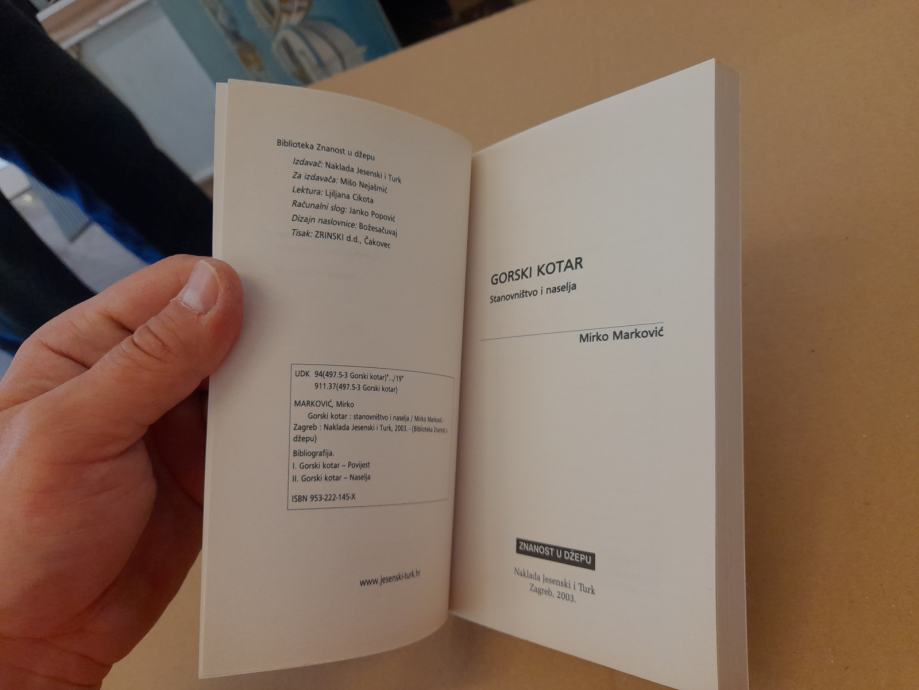 Biblioteka Znanost u džepu
Izdavač: Naklada Jesenski i Turk
Za izdavača: Mišo Nejašmić
Lektura: Ljiljana Cikota
Računalni slog: Janko Popović
Dizajn naslovnice: Božesačuvaj
Tisak: ZRINSKI d.d., Čakovec
UDK 94(497.5-3 Gorski kotar)"../19"
911.37(497.5-3 Gorski kotar)
MARKOVIĆ, Mirko
Gorski kotar : stanovništvo i naselja / Mirko Marković.
Zagreb : Naklada Jesenski i Turk, 2003. - (Biblioteka Znanost u
džepu)
Bibliografija.
I. Gorski kotar – Povijest
II. Gorski kotar – Naselja
ISBN 953-222-145-X
www.jesenski-turk.hr
GORSKI KOTAR
Stanovništvo i naselja
Mirko Marković
ZNANOST U DŽEPU
Naklada Jesenski i Turk
Zagreb, 2003.